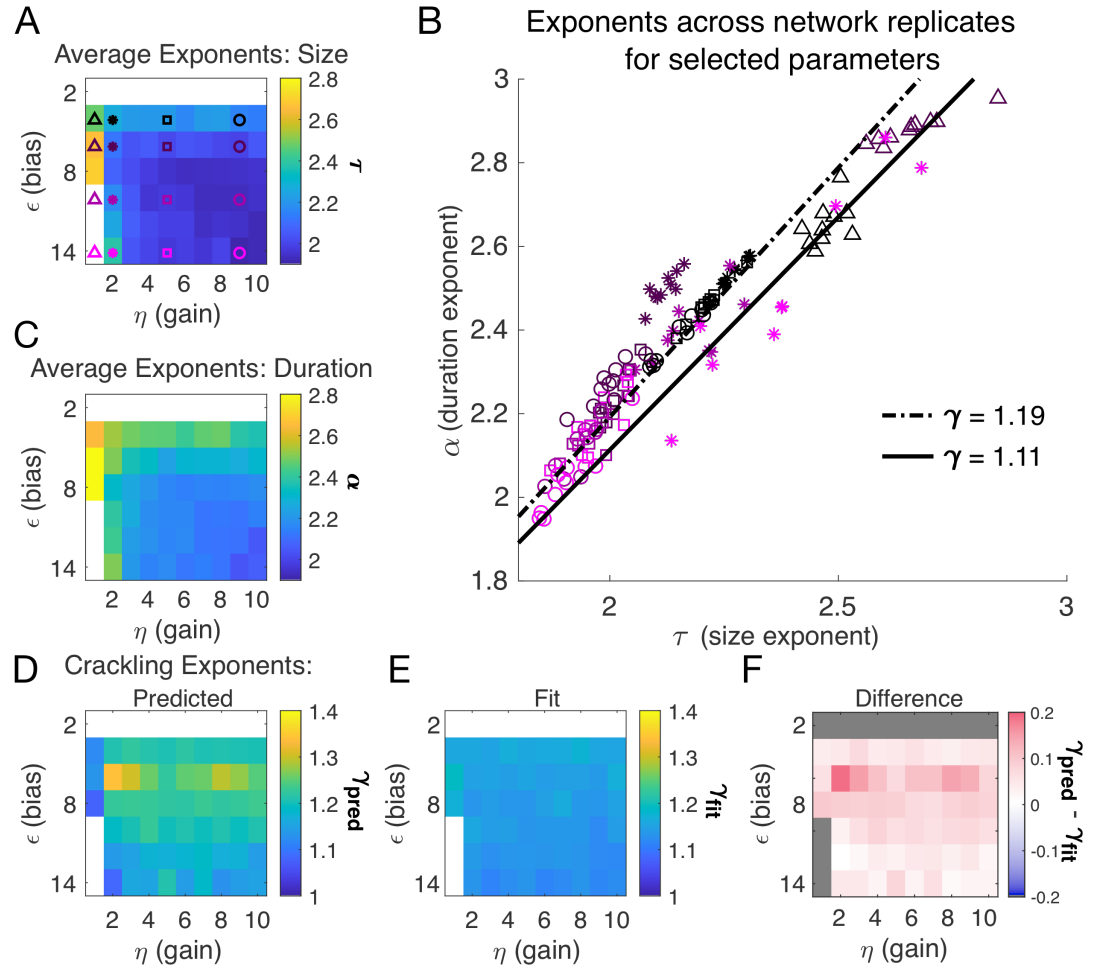 A
Average Exponents: Size
2
8
14
ϵ (bias)
2 4 6 8 10
η (gain)
2.8
2.6
2.4
2.2
2
τ
B
Exponents across network replicates
for selected parameters
3
2.8
2.6
2.4
2.2
2
1.8
α (duration exponent)
2 2.5 3
τ (size exponent)
γ = 1.19
γ = 1.11
C
Average Exponents: Duration
2
8
14
ϵ (bias)
2 4 6 8 10
η (gain)
2.8
2.6
2.4
2.2
2
α
D
Crackling Exponents:
Predicted
2
8
14
ϵ (bias)
2 4 6 8 10
η (gain)
1.4
1.3
1.2
1.1
1
γpred
E
Fit
2
8
14
ϵ (bias)
2 4 6 8 10
η (gain)
1.4
1.3
1.2
1.1
1
γfit
F
Difference
2
8
14
ϵ (bias)
2 4 6 8 10
η (gain)
0.2
0.1
0
-0.1
-0.2
γpred - γfit